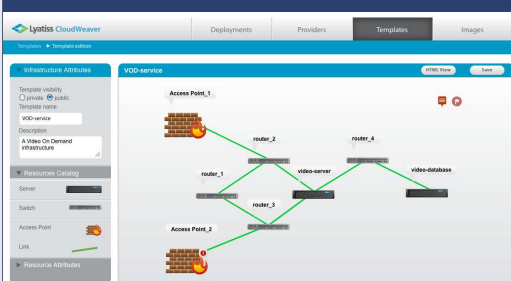 Lyatiss CloudWeaver
Deployments
Providers
Templates
Images
Templates ▶ Template edition
Infrastructure Attributes
Template visibility
private public
Template name
VOD-service
Description
A Video On Demand
infrastructure
Resources Catalog
Server
Switch
Access Point
Link
Resource Attributes
VOD-service
HTML View
Save
Access Point_1
router_2
router_4
router_1
video-server
video-database
router_3
Access Point_2